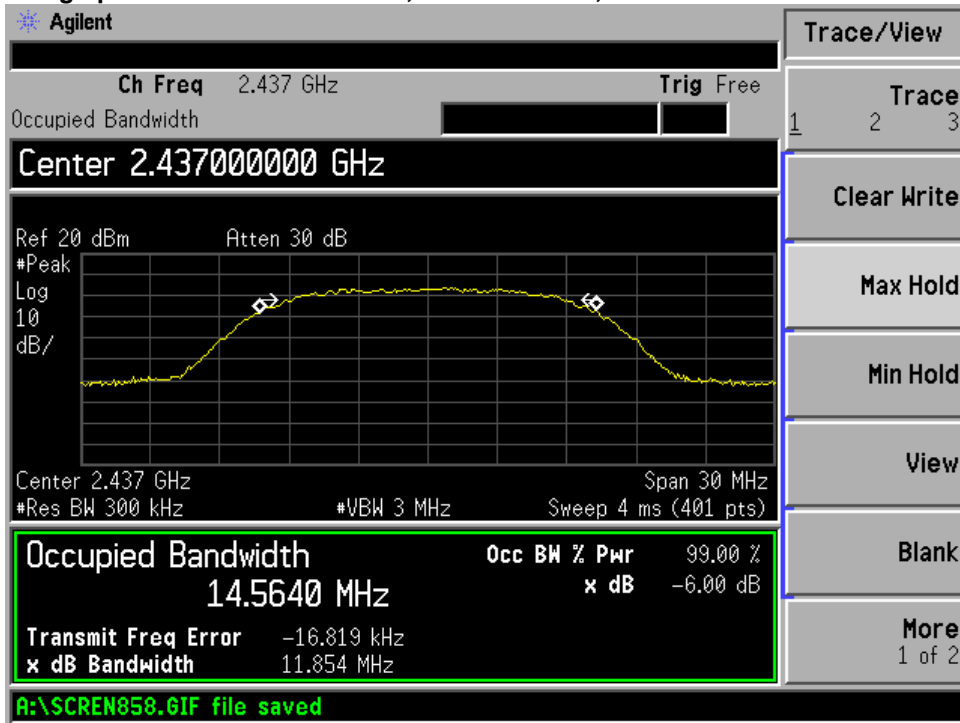 Agilent
Ch Freq 2.437 GHz Trig Free
Occupied Bandwidth
Center 2.437000000 GHz
Ref 20 dBm Atten 30 dB
#Peak
Log
10
dB/
Center 2.437 GHz Span 30 MHz
#Res BW 300 kHz #VBW 3 MHz Sweep 4 ms (401 pts)
Occupied Bandwidth Occ BW % Pwr 99.00 %
14.5640 MHz x dB -6.00 dB
Transmit Freq Error -16.819 kHz
x dB Bandwidth 11.854 MHz
A:\SCREN858.GIF file saved
Trace/View
Trace
1 2 3
Clear Write
Max Hold
Min Hold
View
Blank
More
1 of 2